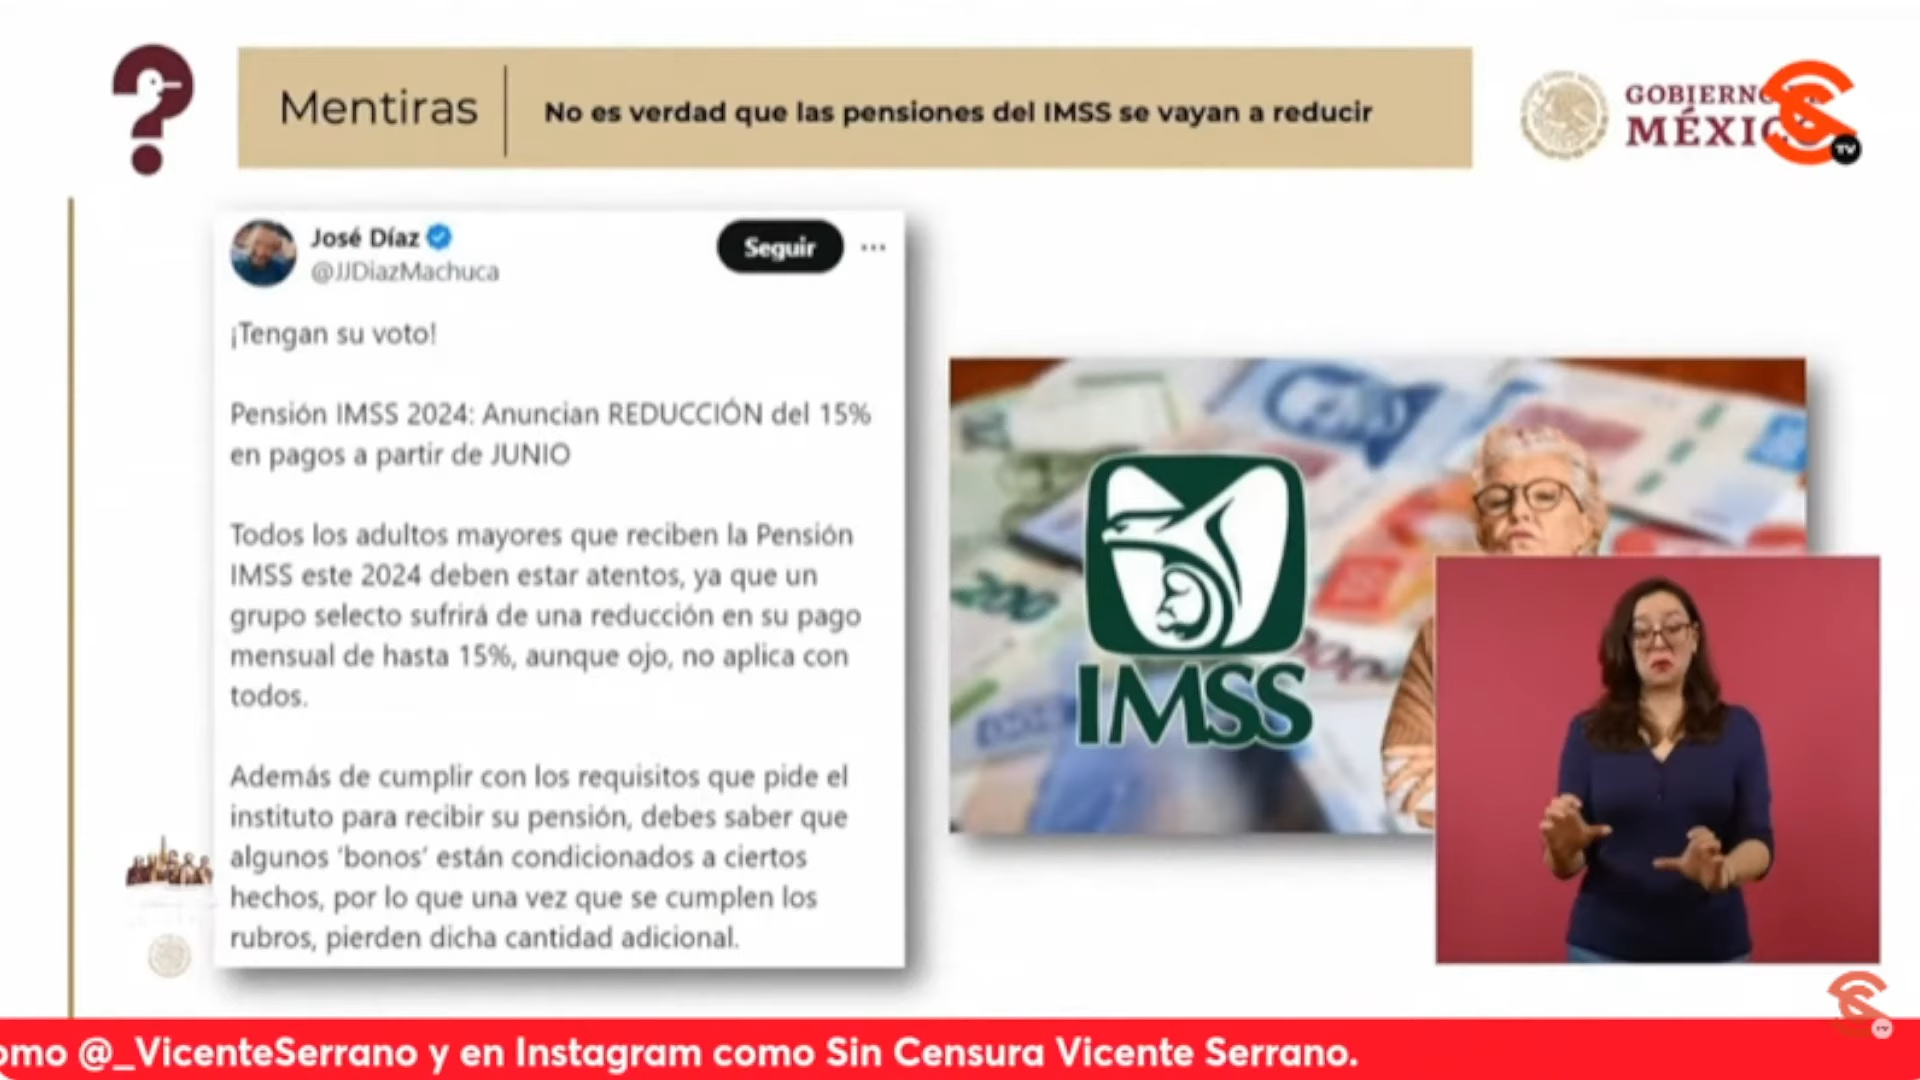 Mentiras
No es verdad que las pensiones del IMSS se vayan a reducir
GOBIERNO
MÉXICO
TV
José Díaz
@JJDiazMachuca
Seguir
¡Tengan su voto!
Pensión IMSS 2024: Anuncian REDUCCIÓN del 15%
en pagos a partir de JUNIO
Todos los adultos mayores que reciben la Pensión
IMSS este 2024 deben estar atentos, ya que un
grupo selecto sufrirá de una reducción en su pago
mensual de hasta 15%, aunque ojo, no aplica con
todos.
Además de cumplir con los requisitos que pide el
instituto para recibir su pensión, debes saber que
algunos ‘bonos’ están condicionados a ciertos
hechos, por lo que una vez que se cumplen los
rubros, pierden dicha cantidad adicional.
200
IMSS
TV
omo @_VicenteSerrano y en Instagram como Sin Censura Vicente Serrano.